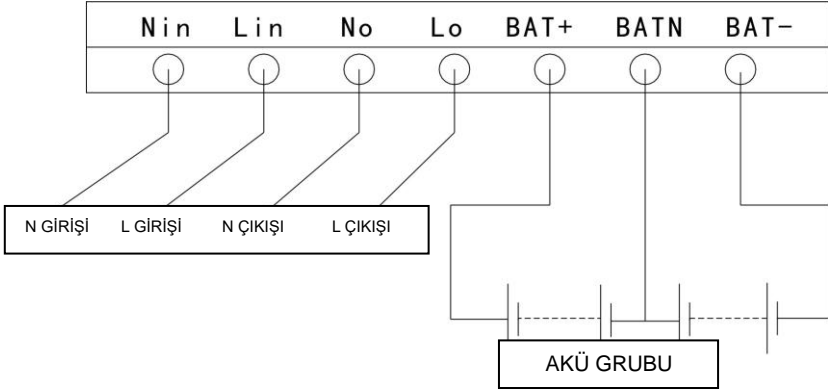 Nin Lin No Lo BAT+ BATN BAT-
N GİRİŞİ L GİRİŞİ N ÇIKIŞI L ÇIKIŞI
AKÜ GRUBU